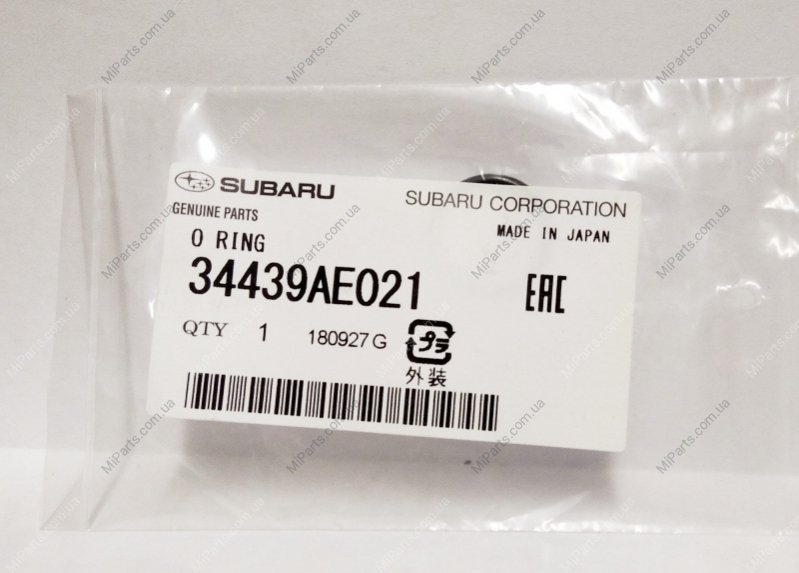 SUBARU
SUBARU CORPORATION
GENUINE PARTS
MADE IN JAPAN
O RING
34439AE021
EAC
QTY 1 180927G
プラ
外装
MiParts.com.ua